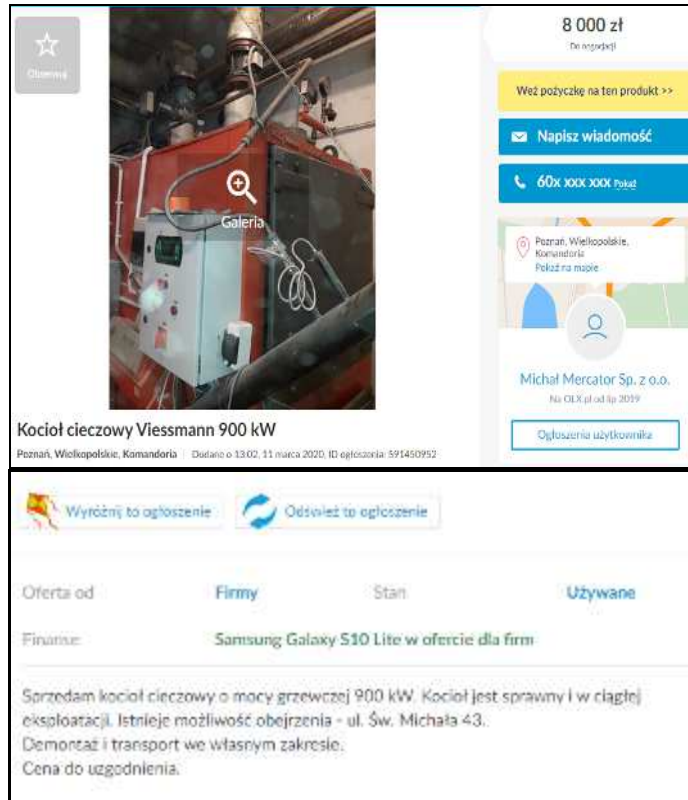 8 000 zł
Do negocjacji
Obserwuj
Weź pożyczkę na ten produkt >>
Napisz wiadomość
60x xxx xxx Pokaż
Galeria
Poznań, Wielkopolskie,
Komandoria
Pokaż na mapie
Michał Mercator Sp. z o.o.
Na OLX.pl od lip 2019
Ogłoszenia użytkownika
Kocioł cieczowy Viessmann 900 kW
Poznań, Wielkopolskie, Komandoria | Dodane o 13:02, 11 marca 2020, ID ogłoszenia: 591450952
Wyróżnij to ogłoszenie Odśwież to ogłoszenie
Oferta od Firmy Stan Używane
Finanse: Samsung Galaxy S10 Lite w ofercie dla firm
Sprzedam kocioł cieczowy o mocy grzewczej 900 kW. Kocioł jest sprawny i w ciągłej
eksploatacji. Istnieje możliwość obejrzenia - ul. Św. Michała 43.
Demontaż i transport we własnym zakresie.
Cena do uzgodnienia.